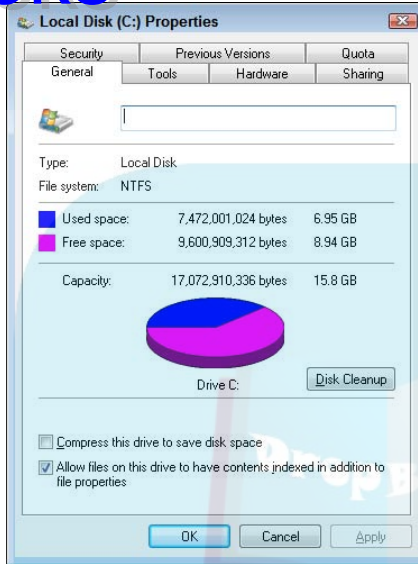 Local Disk (C:) Properties
Security Previous Versions Quota
General Tools Hardware Sharing
Type: Local Disk
File system: NTFS
Used space: 7,472,001,024 bytes 6.95 GB
Free space: 9,600,909,312 bytes 8.94 GB
Capacity: 17,072,910,336 bytes 15.8 GB
Drive C:
Disk Cleanup
Compress this drive to save disk space
Allow files on this drive to have contents indexed in addition to
file properties
OK Cancel Apply